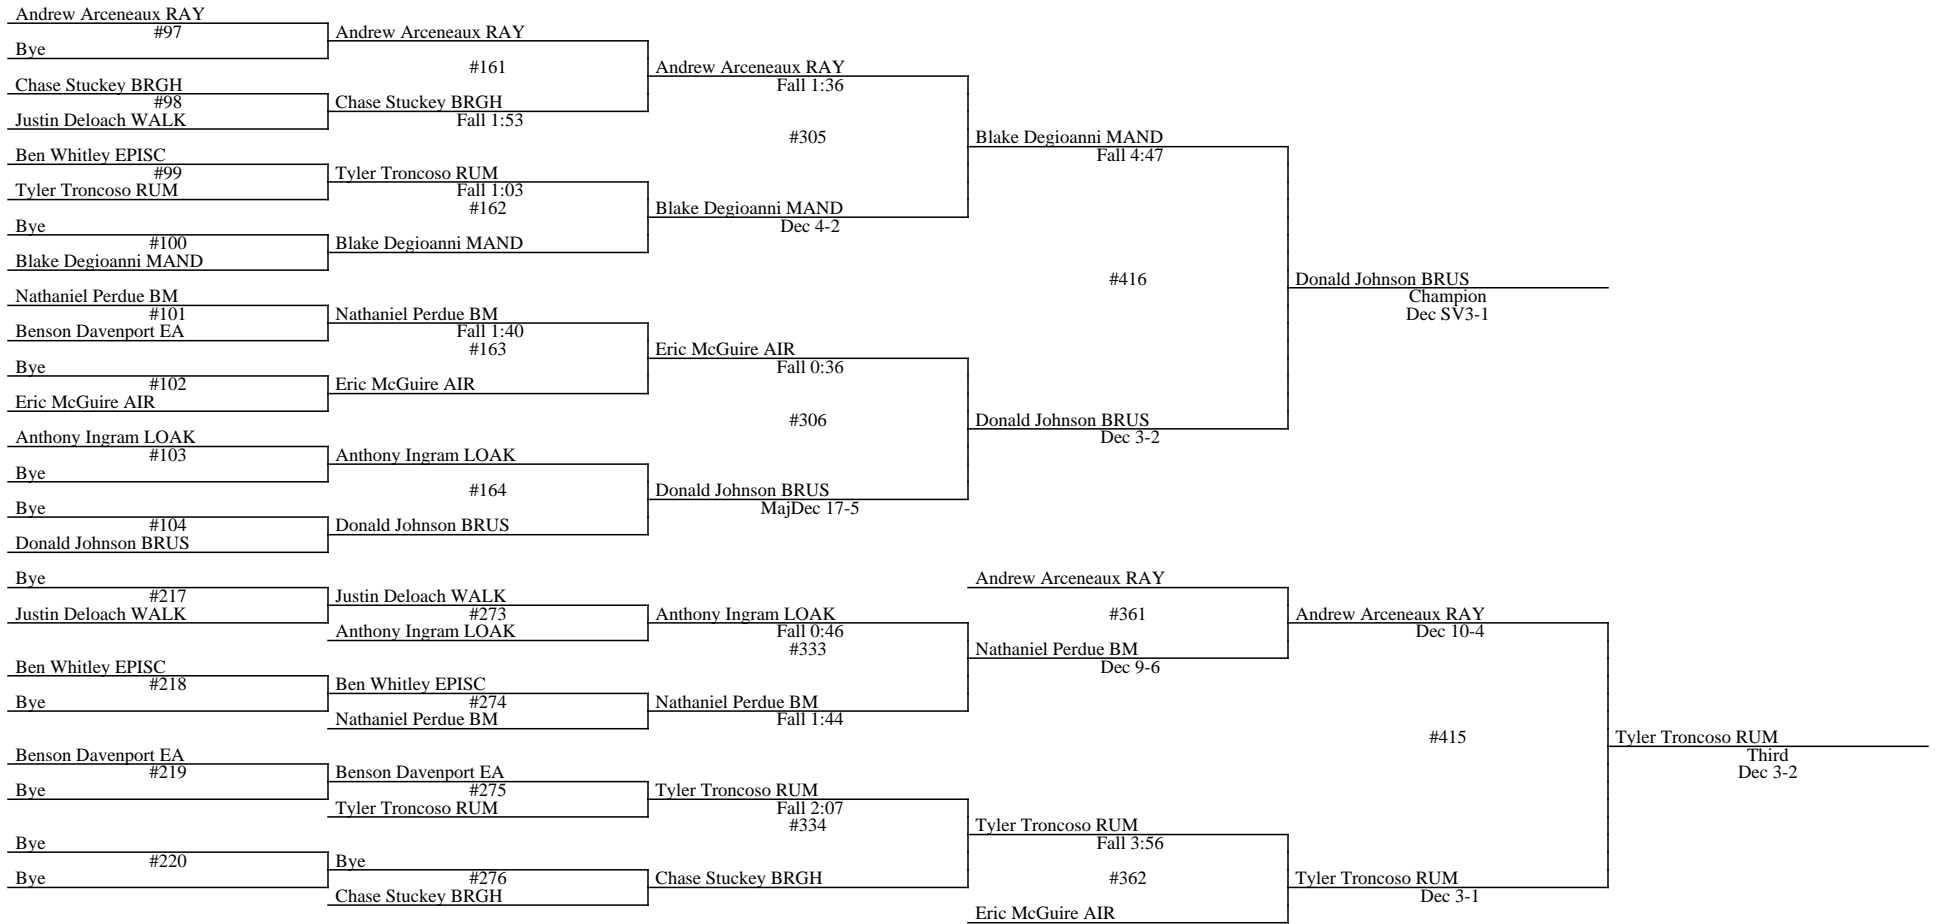 Andrew Arceneaux RAY
#97
Bye
Andrew Arceneaux RAY
#161
Chase Stuckey BRGH
#98
Justin Deloach WALK
Chase Stuckey BRGH
Fall 1:53
Andrew Arceneaux RAY
Fall 1:36
#305
Ben Whitley EPISC
#99
Tyler Troncoso RUM
Tyler Troncoso RUM
Fall 1:03
#162
Bye
#100
Blake Degioanni MAND
Blake Degioanni MAND
Blake Degioanni MAND
Dec 4-2
Blake Degioanni MAND
Fall 4:47
#416
Nathaniel Perdue BM
#101
Benson Davenport EA
Nathaniel Perdue BM
Fall 1:40
#163
Bye
#102
Eric McGuire AIR
Eric McGuire AIR
Eric McGuire AIR
Fall 0:36
#306
Anthony Ingram LOAK
#103
Bye
Anthony Ingram LOAK
#164
Bye
#104
Donald Johnson BRUS
Donald Johnson BRUS
Donald Johnson BRUS
MajDec 17-5
Donald Johnson BRUS
Dec 3-2
Donald Johnson BRUS
Champion
Dec SV3-1
Bye
#217
Justin Deloach WALK
Justin Deloach WALK
#273
Anthony Ingram LOAK
Anthony Ingram LOAK
Fall 0:46
#333
Ben Whitley EPISC
#218
Bye
Ben Whitley EPISC
#274
Nathaniel Perdue BM
Nathaniel Perdue BM
Fall 1:44
Andrew Arceneaux RAY
#361
Nathaniel Perdue BM
Dec 9-6
Andrew Arceneaux RAY
Dec 10-4
#415
Benson Davenport EA
#219
Bye
Benson Davenport EA
#275
Tyler Troncoso RUM
Tyler Troncoso RUM
Fall 2:07
#334
Bye
#220
Bye
Bye
#276
Chase Stuckey BRGH
Chase Stuckey BRGH
Tyler Troncoso RUM
Fall 3:56
#362
Eric McGuire AIR
Tyler Troncoso RUM
Dec 3-1
Tyler Troncoso RUM
Third
Dec 3-2